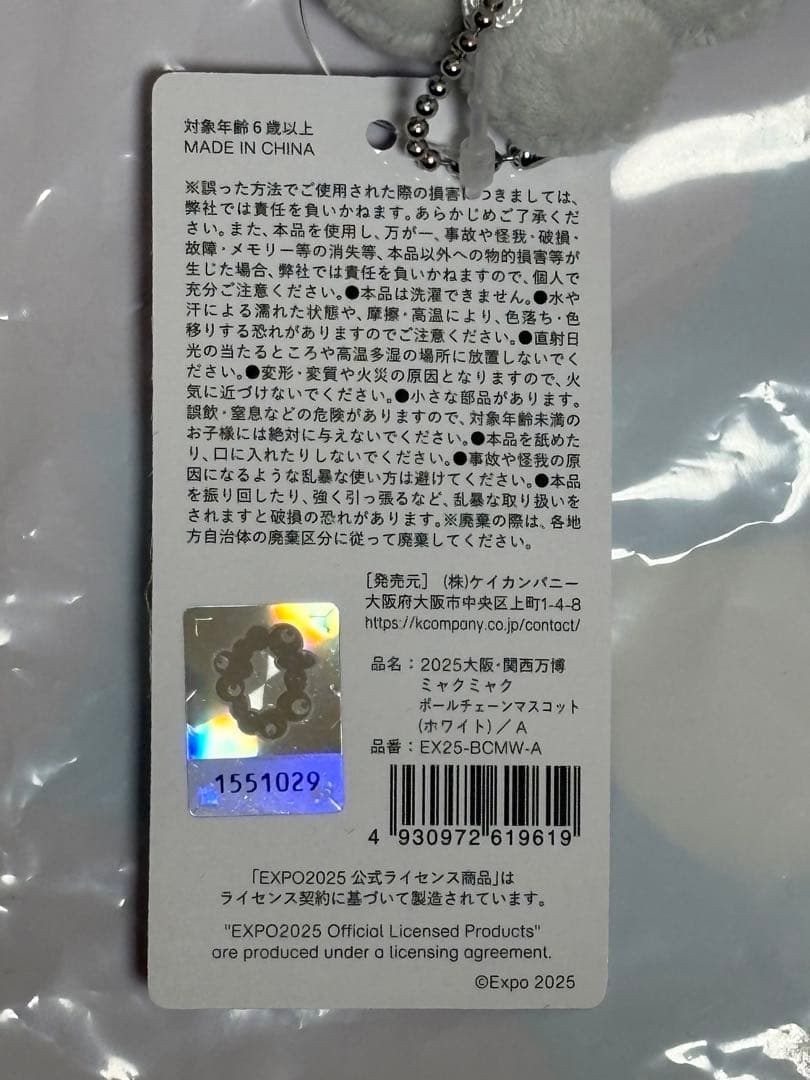 対象年齢6歳以上
MADE IN CHINA
※誤った方法でご使用された際の損害につきましては、
弊社では責任を負いかねます。あらかじめご了承くだ
さい。また、本品を使用し、万が一、事故や怪我・破損・
故障・メモリー等の消失等、本品以外への物的損害等が
生じた場合、弊社では責任を負いかねますので、個人で
充分ご注意ください。●本品は洗濯できません。●水や
汗による濡れた状態や、摩擦・高温により、色落ち・色
移りする恐れがありますのでご注意ください。●直射日
光の当たるところや高温多湿の場所に放置しないでく
ださい。●変形・変質や火災の原因となりますので、火
気に近づけないでください。●小さな部品があります。
誤飲・窒息などの危険がありますので、対象年齢未満の
お子様には絶対に与えないでください。●本品を舐めた
り、口に入れたりしないでください。●事故や怪我の原
因になるような乱暴な使い方は避けてください。●本品
を振り回したり、強く引っ張るなど、乱暴な取り扱いを
されますと破損の恐れがあります。※廃棄の際は、各地
方自治体の廃棄区分に従って廃棄してください。
[発売元] (株)ケイカンパニー
大阪府大阪市中央区上町1-4-8
https://kcompany.co.jp/contact/
品名：2025大阪・関西万博
ミャクミャク
ボールチェーンマスコット
(ホワイト)／A
品番：EX25-BCMW-A
1551029
4 930972 619619
「EXPO2025 公式ライセンス商品」は
ライセンス契約に基づいて製造されています。
"EXPO2025 Official Licensed Products"
are produced under a licensing agreement.
©Expo 2025